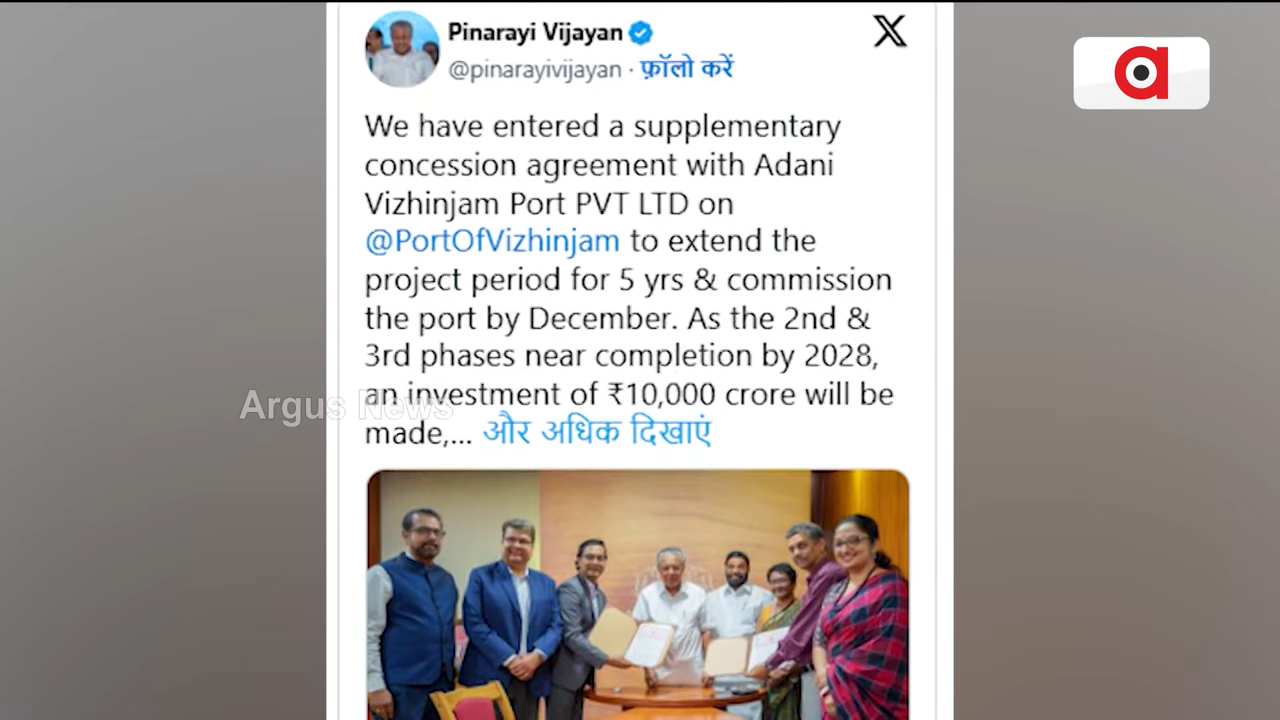 Pinarayi Vijayan
@pinarayivijayan · फ़ॉलो करें
We have entered a supplementary
concession agreement with Adani
Vizhinjam Port PVT LTD on
@PortOfVizhinjam to extend the
project period for 5 yrs & commission
the port by December. As the 2nd &
3rd phases near completion by 2028,
an investment of ₹10,000 crore will be
made,... और अधिक दिखाएं
Argus News